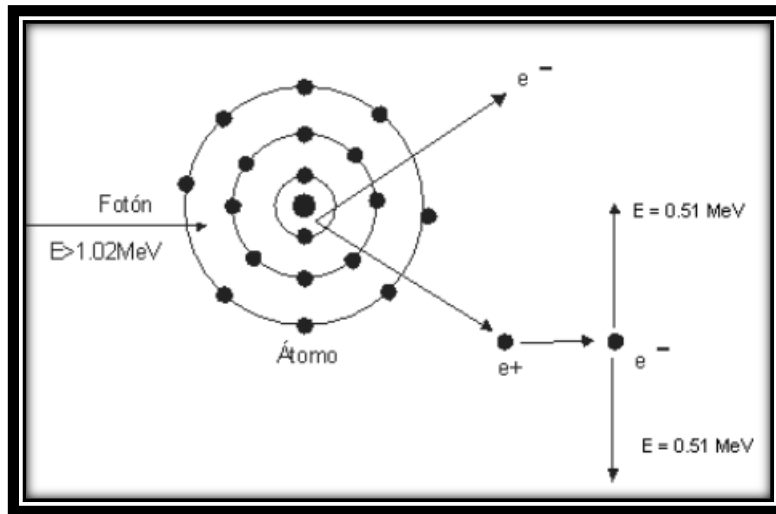 e −
Fotón
E>1.02MeV
E = 0.51 MeV
Átomo
e+
e −
E = 0.51 MeV